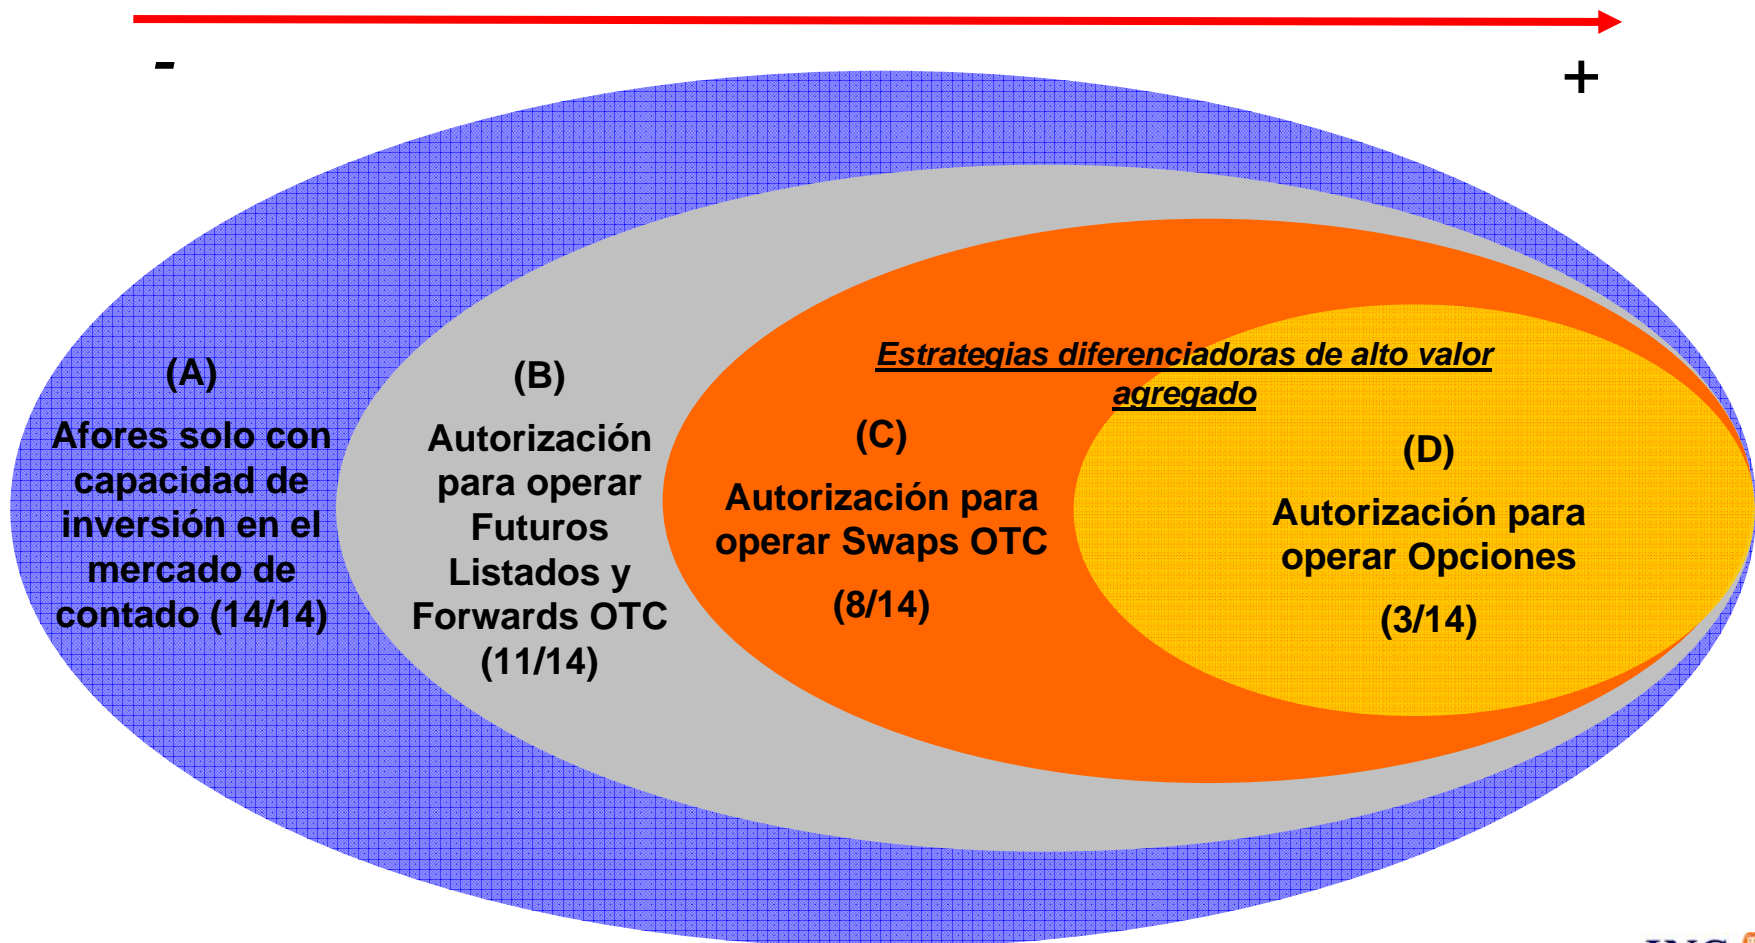 -
+
(A)
Afores solo con
capacidad de
inversión en el
mercado de
contado (14/14)
(B)
Autorización
para operar
Futuros
Listados y
Forwards OTC
(11/14)
Estrategias diferenciadoras de alto valor
agregado
(C)
Autorización para
operar Swaps OTC
(8/14)
(D)
Autorización para
operar Opciones
(3/14)
ING